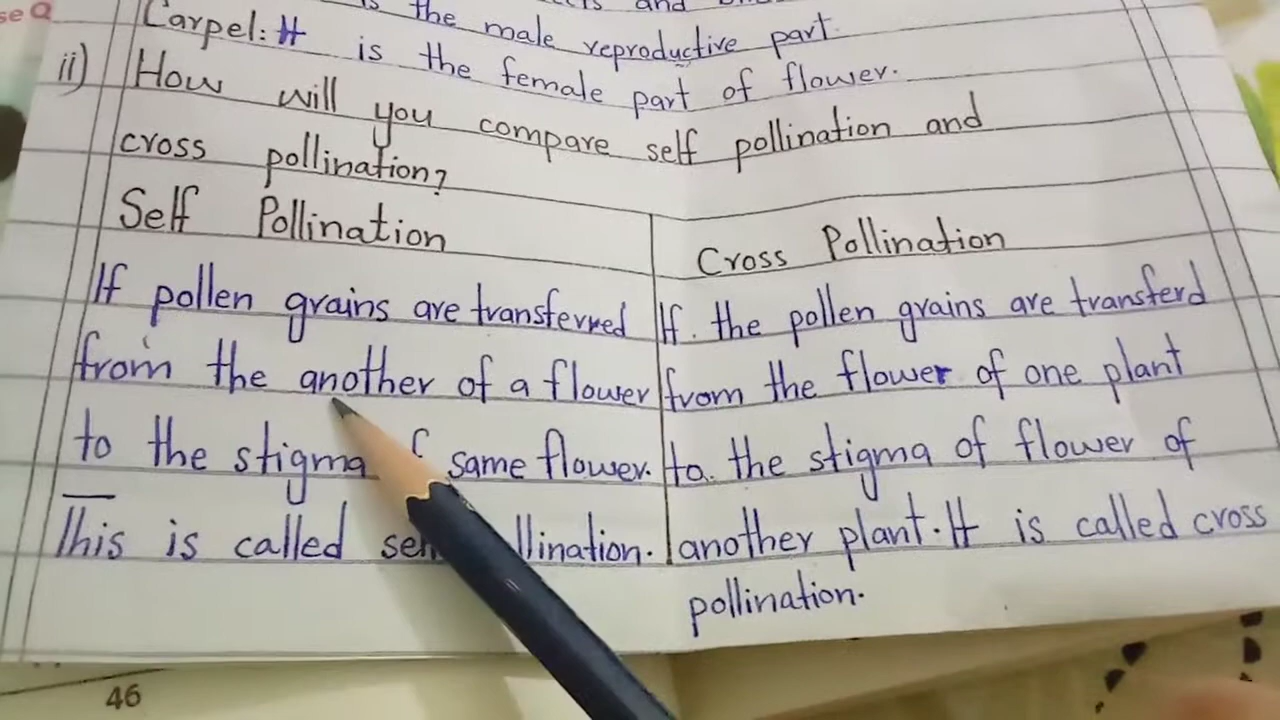 se Q
is the male reproductive part.
Carpel: It is the female part of flower.
ii) How will you compare self pollination and
cross pollination?
Self Pollination
If pollen grains are transferred
from the another of a flower
to the stigma same flower.
This is called llination.
Cross Pollination
If the pollen grains are transferd
from the flower of one plant
to the stigma of flower of
another plant. It is called cross
pollination.
46